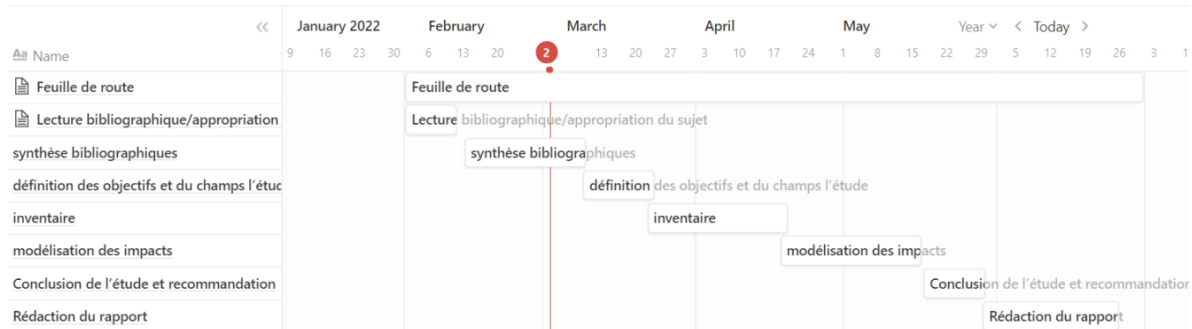 « January 2022 February March April May Year < Today >
Aa Name 9 16 23 30 6 13 20 2 13 20 27 3 10 17 24 1 8 15 22 29 5 12 19 26 3 1
Feuille de route Feuille de route
Lecture bibliographique/appropriation Lecture bibliographique/appropriation du sujet
synthèse bibliographiques synthèse bibliographiques
définition des objectifs et du champs l'étuc définition des objectifs et du champs l'étude
inventaire inventaire
modélisation des impacts modélisation des impacts
Conclusion de l'étude et recommandation Conclusion de l'étude et recommandation
Rédaction du rapport Rédaction du rapport